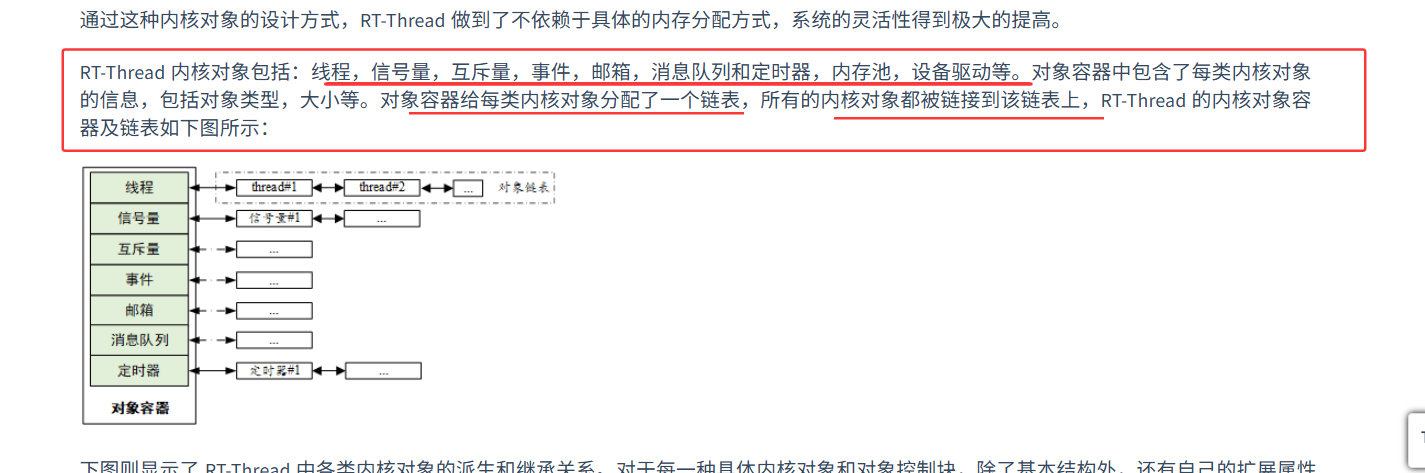 通过这种内核对象的设计方式，RT-Thread 做到了不依赖于具体的内存分配方式，系统的灵活性得到极大的提高。
RT-Thread 内核对象包括：线程，信号量，互斥量，事件，邮箱，消息队列和定时器，内存池，设备驱动等。对象容器中包含了每类内核对象
的信息，包括对象类型，大小等。对象容器给每类内核对象分配了一个链表，所有的内核对象都被链接到该链表上，RT-Thread 的内核对象容
器及链表如下图所示：
线程 thread#1 thread#2 ... 对象链表
信号量 信号量#1 ...
互斥量 ...
事件 ...
邮箱 ...
消息队列 ...
定时器 定时器#1 ...
对象容器
下图则显示了 RT-Thread 中各类内核对象的派生和继承关系。对于每一种具体内核对象和对象控制块，除了基本结构外，还有自己的扩展属性